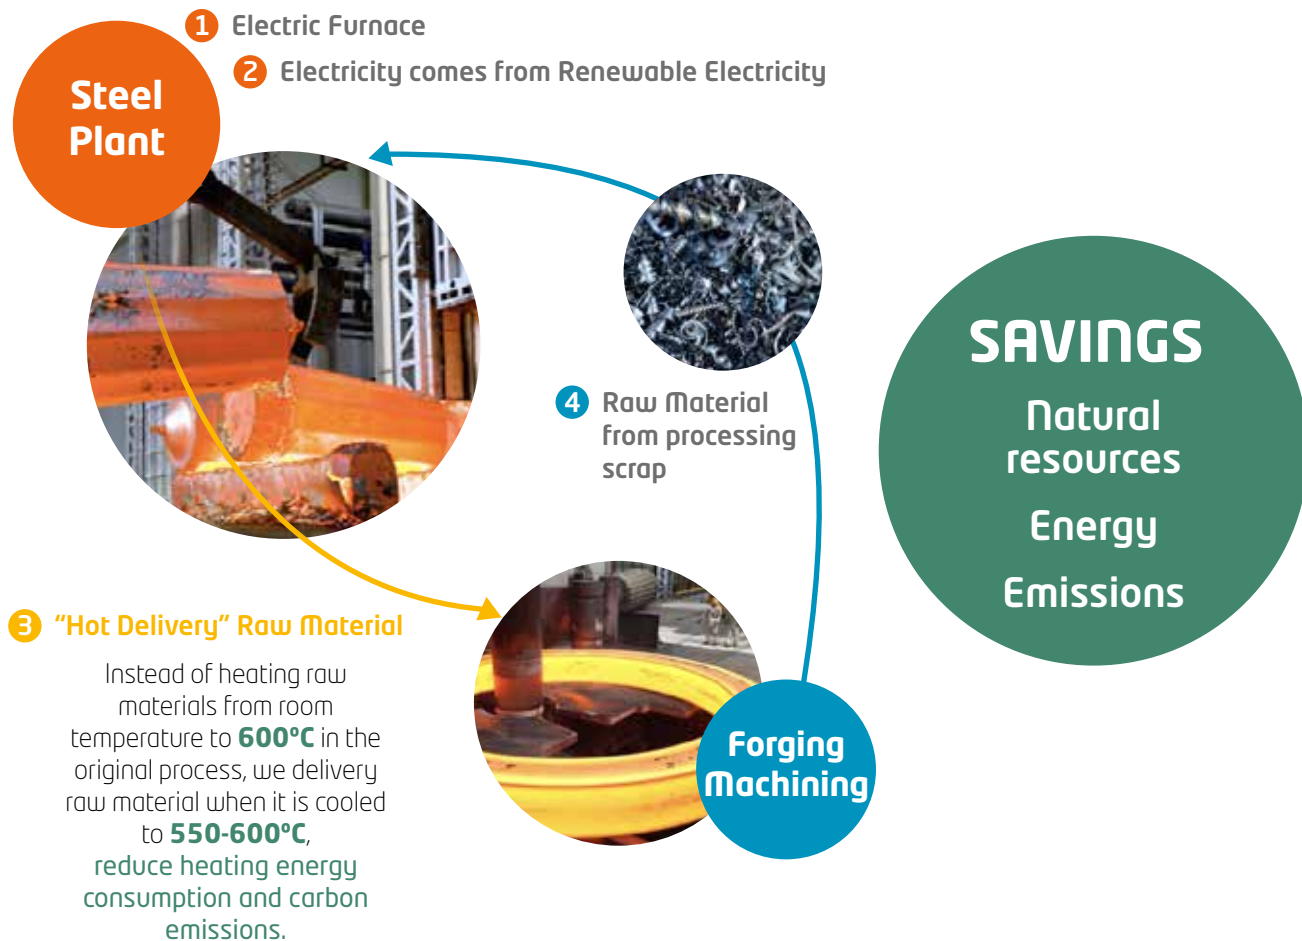 Steel
Plant
1 Electric Furnace
2 Electricity comes from Renewable Electricity
4 Raw Material
from processing
scrap
SAVINGS
Natural
resources
Energy
Emissions
3 “Hot Delivery” Raw Material
Instead of heating raw
materials from room
temperature to 600ºC in the
original process, we delivery
raw material when it is cooled
to 550-600ºC,
reduce heating energy
consumption and carbon
emissions.
Forging
Machining